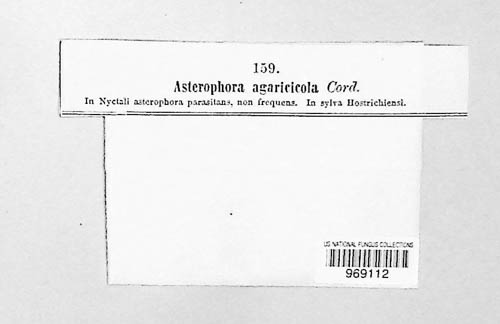 159.
Asterophora agaricicola Cord.
In Nyctali asterophora parasitans, non frequens. In sylva Hostrichiensi.
US NATIONAL FUNGUS COLLECTIONS
969112